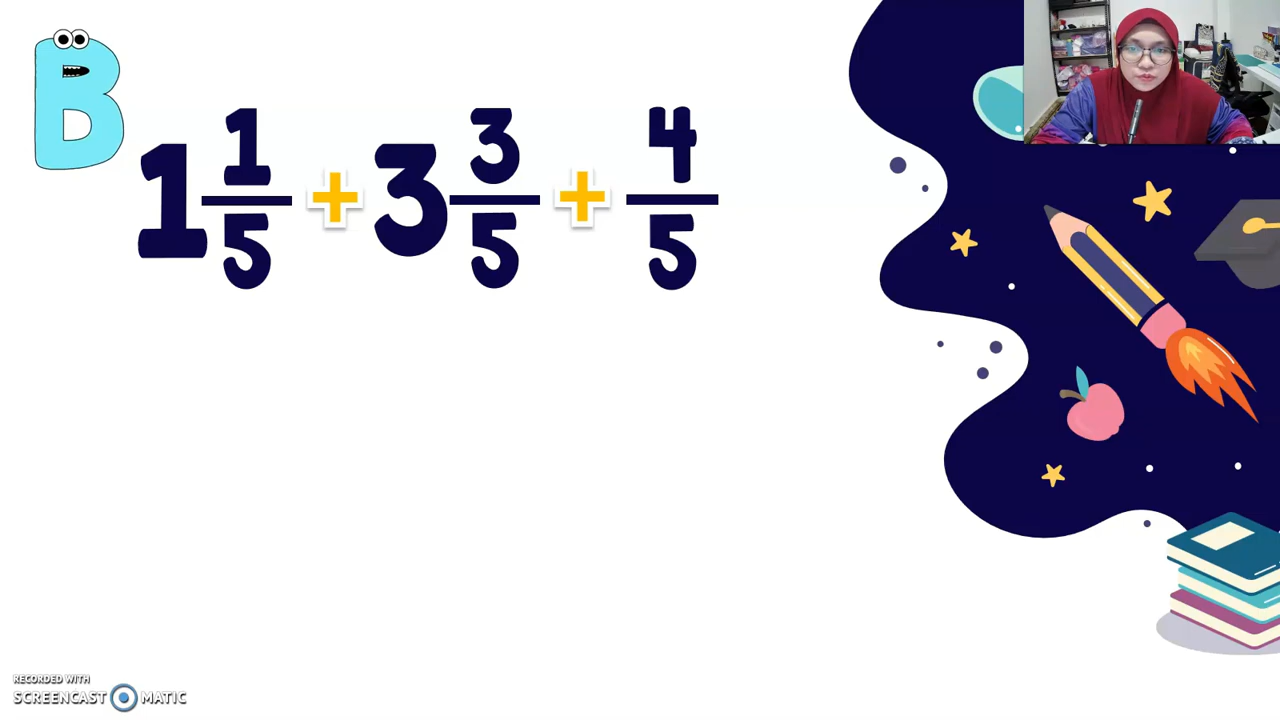 B
1 1/5 + 3 3/5 + 4/5
RECORDED WITH
SCREENCAST MATIC